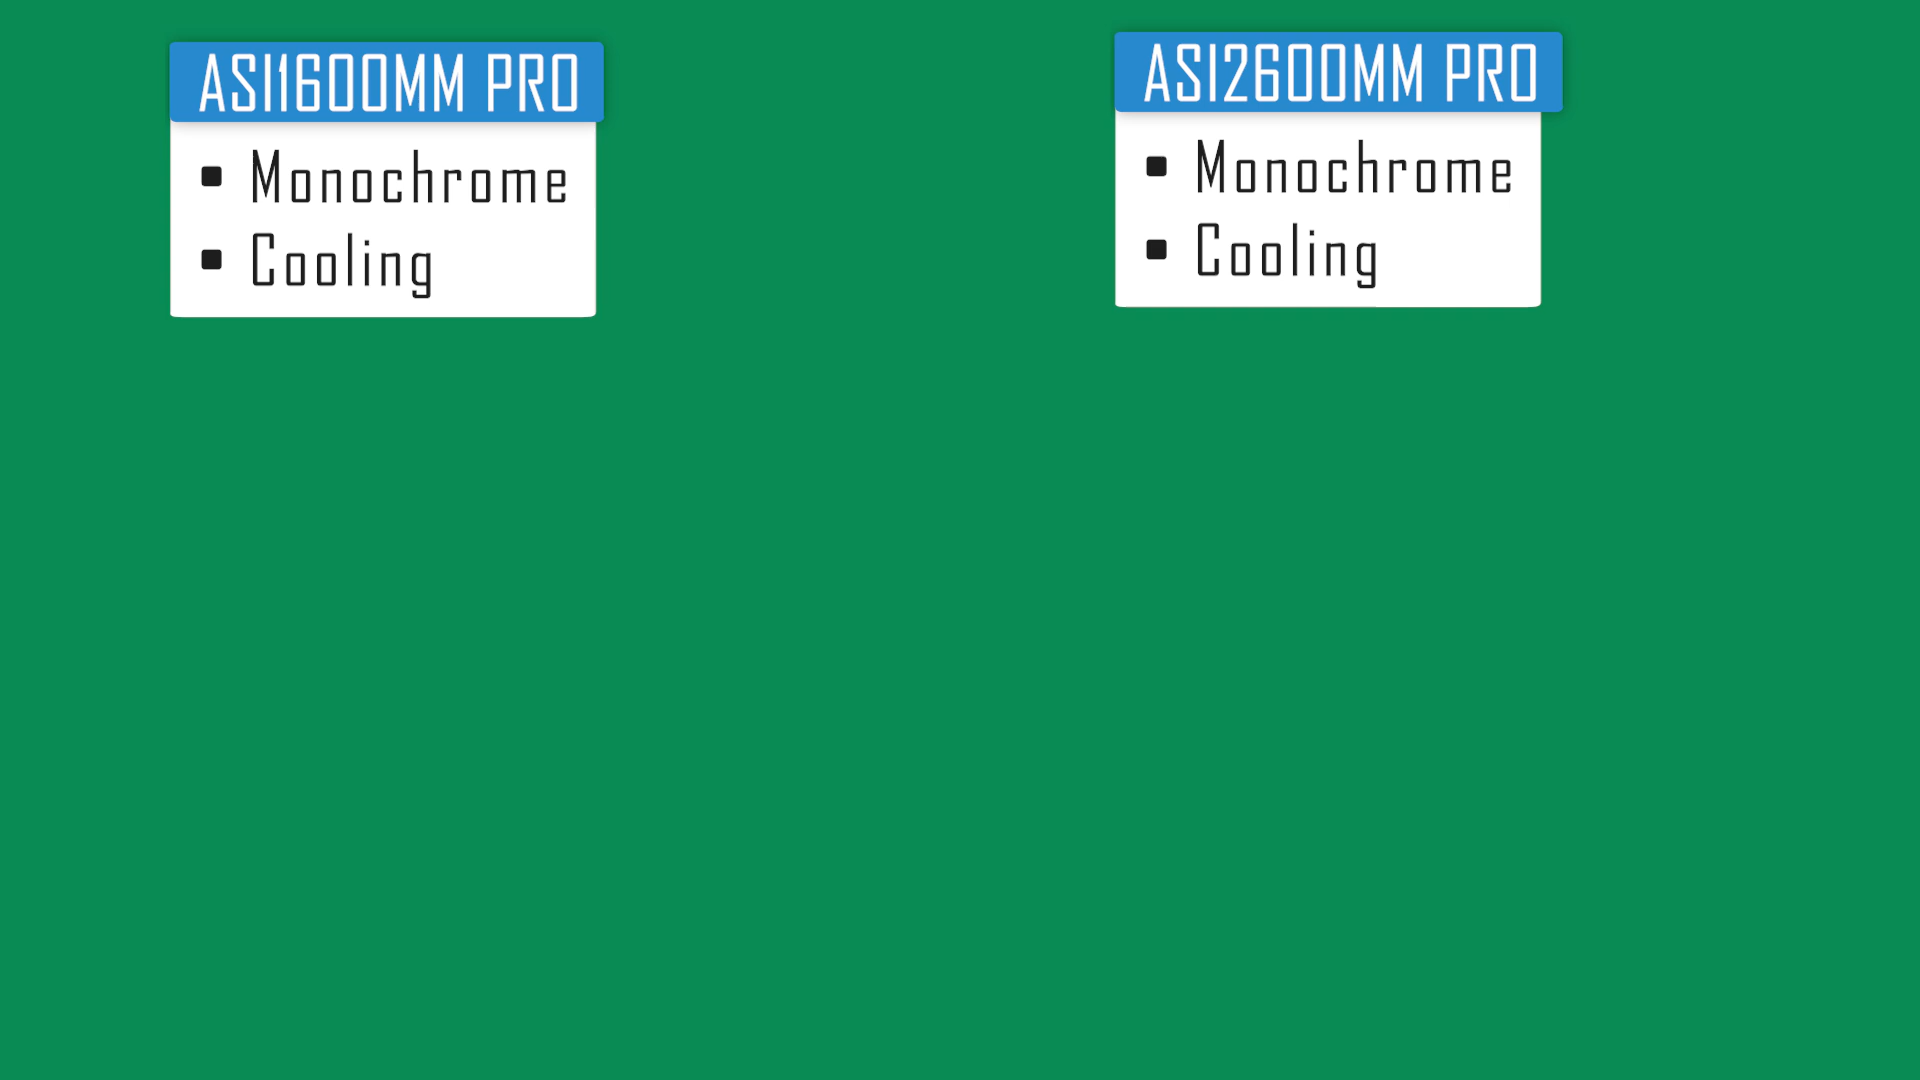 ASI1600MM PRO
▪ Monochrome
▪ Cooling
ASI2600MM PRO
▪ Monochrome
▪ Cooling